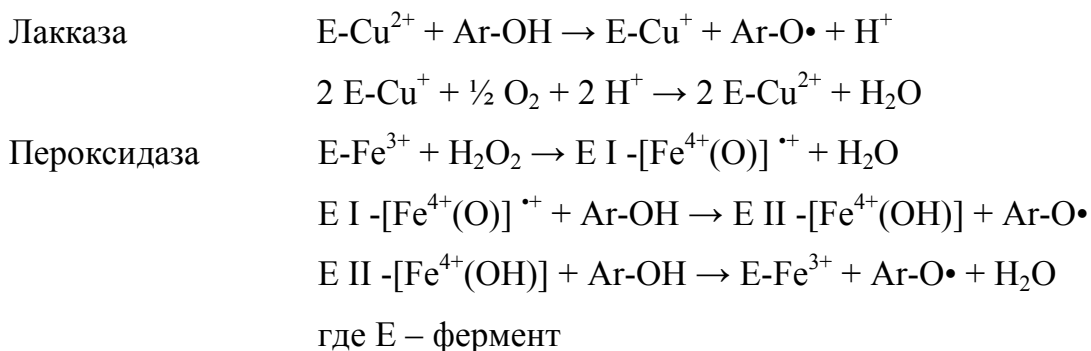 Лакказа E-Cu²⁺ + Ar-OH → E-Cu⁺ + Ar-O• + H⁺
2 E-Cu⁺ + ½ O₂ + 2 H⁺ → 2 E-Cu²⁺ + H₂O
Пероксидаза E-Fe³⁺ + H₂O₂ → E I -[Fe⁴⁺(O)] •⁺ + H₂O
E I -[Fe⁴⁺(O)] •⁺ + Ar-OH → E II -[Fe⁴⁺(OH)] + Ar-O•
E II -[Fe⁴⁺(OH)] + Ar-OH → E-Fe³⁺ + Ar-O• + H₂O
где E – фермент